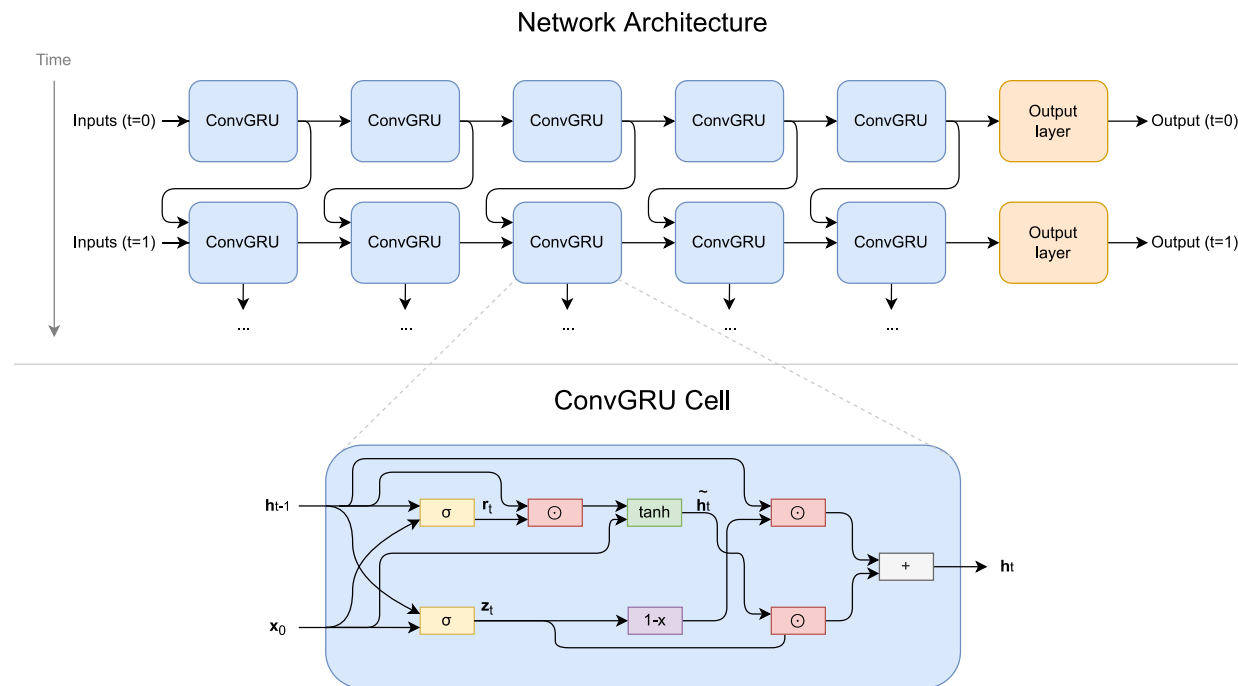 Network Architecture
Time
Inputs (t=0)
ConvGRU
ConvGRU
ConvGRU
ConvGRU
ConvGRU
Output
layer
Output (t=0)
Inputs (t=1)
ConvGRU
ConvGRU
ConvGRU
ConvGRU
ConvGRU
Output
layer
Output (t=1)
...
...
...
...
...
ConvGRU Cell
ht-1
σ
rt
⊙
tanh
h̃t
⊙
+
ht
x0
σ
zt
1-x
⊙